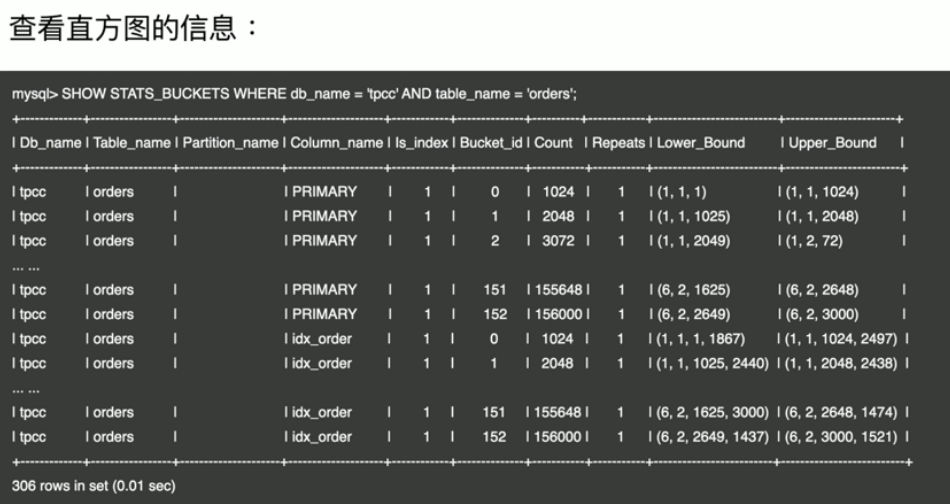 查看直方图的信息：
mysql> SHOW STATS_BUCKETS WHERE db_name = 'tpcc' AND table_name = 'orders';
+----------+------------+----------------+-------------+----------+-----------+--------+---------+-----------------+-----------------+
| Db_name | Table_name | Partition_name | Column_name | Is_index | Bucket_id | Count | Repeats | Lower_Bound | Upper_Bound |
+----------+------------+----------------+-------------+----------+-----------+--------+---------+-----------------+-----------------+
| tpcc | orders | | PRIMARY | 1 | 0 | 1024 | 1 | (1, 1, 1) | (1, 1, 1024) |
| tpcc | orders | | PRIMARY | 1 | 1 | 2048 | 1 | (1, 1, 1025) | (1, 1, 2048) |
| tpcc | orders | | PRIMARY | 1 | 2 | 3072 | 1 | (1, 1, 2049) | (1, 2, 72) |
... ...
| tpcc | orders | | PRIMARY | 1 | 151 | 155648 | 1 | (6, 2, 1625) | (6, 2, 2648) |
| tpcc | orders | | PRIMARY | 1 | 152 | 156000 | 1 | (6, 2, 2649) | (6, 2, 3000) |
| tpcc | orders | | idx_order | 1 | 0 | 1024 | 1 | (1, 1, 1, 1867) | (1, 1, 1024, 2497) |
| tpcc | orders | | idx_order | 1 | 1 | 2048 | 1 | (1, 1, 1025, 2440) | (1, 1, 2048, 2438) |
... ...
| tpcc | orders | | idx_order | 1 | 151 | 155648 | 1 | (6, 2, 1625, 3000) | (6, 2, 2648, 1474) |
| tpcc | orders | | idx_order | 1 | 152 | 156000 | 1 | (6, 2, 2649, 1437) | (6, 2, 3000, 1521) |
+----------+------------+----------------+-------------+----------+-----------+--------+---------+-----------------+-----------------+
306 rows in set (0.01 sec)